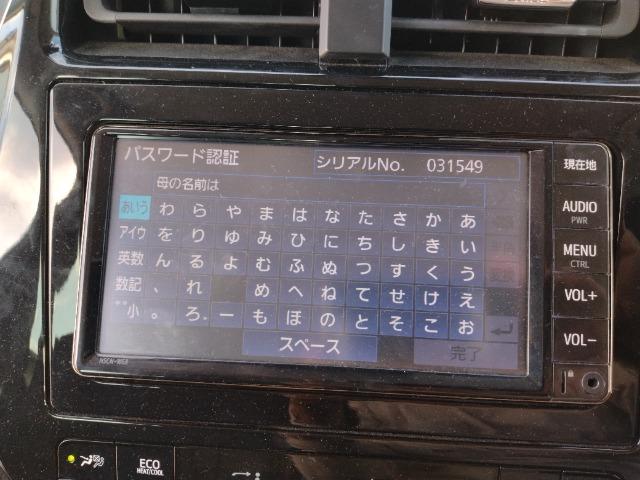 パスワード認証 シリアルNo. 031549
母の名前は
あいう わ ら や ま は な た さ か あ
アイウ を り ゆ み ひ に ち し き い
英数 ん る よ む ふ ぬ つ す く う
数記 、 れ め へ ね て せ け え
゛゜小 。 ろ ー も ほ の と そ こ お
スペース 完了
現在地
AUDIO
PWR
MENU
CTRL
VOL+
VOL-
NSCN-W68
ECO
HEAT/COOL